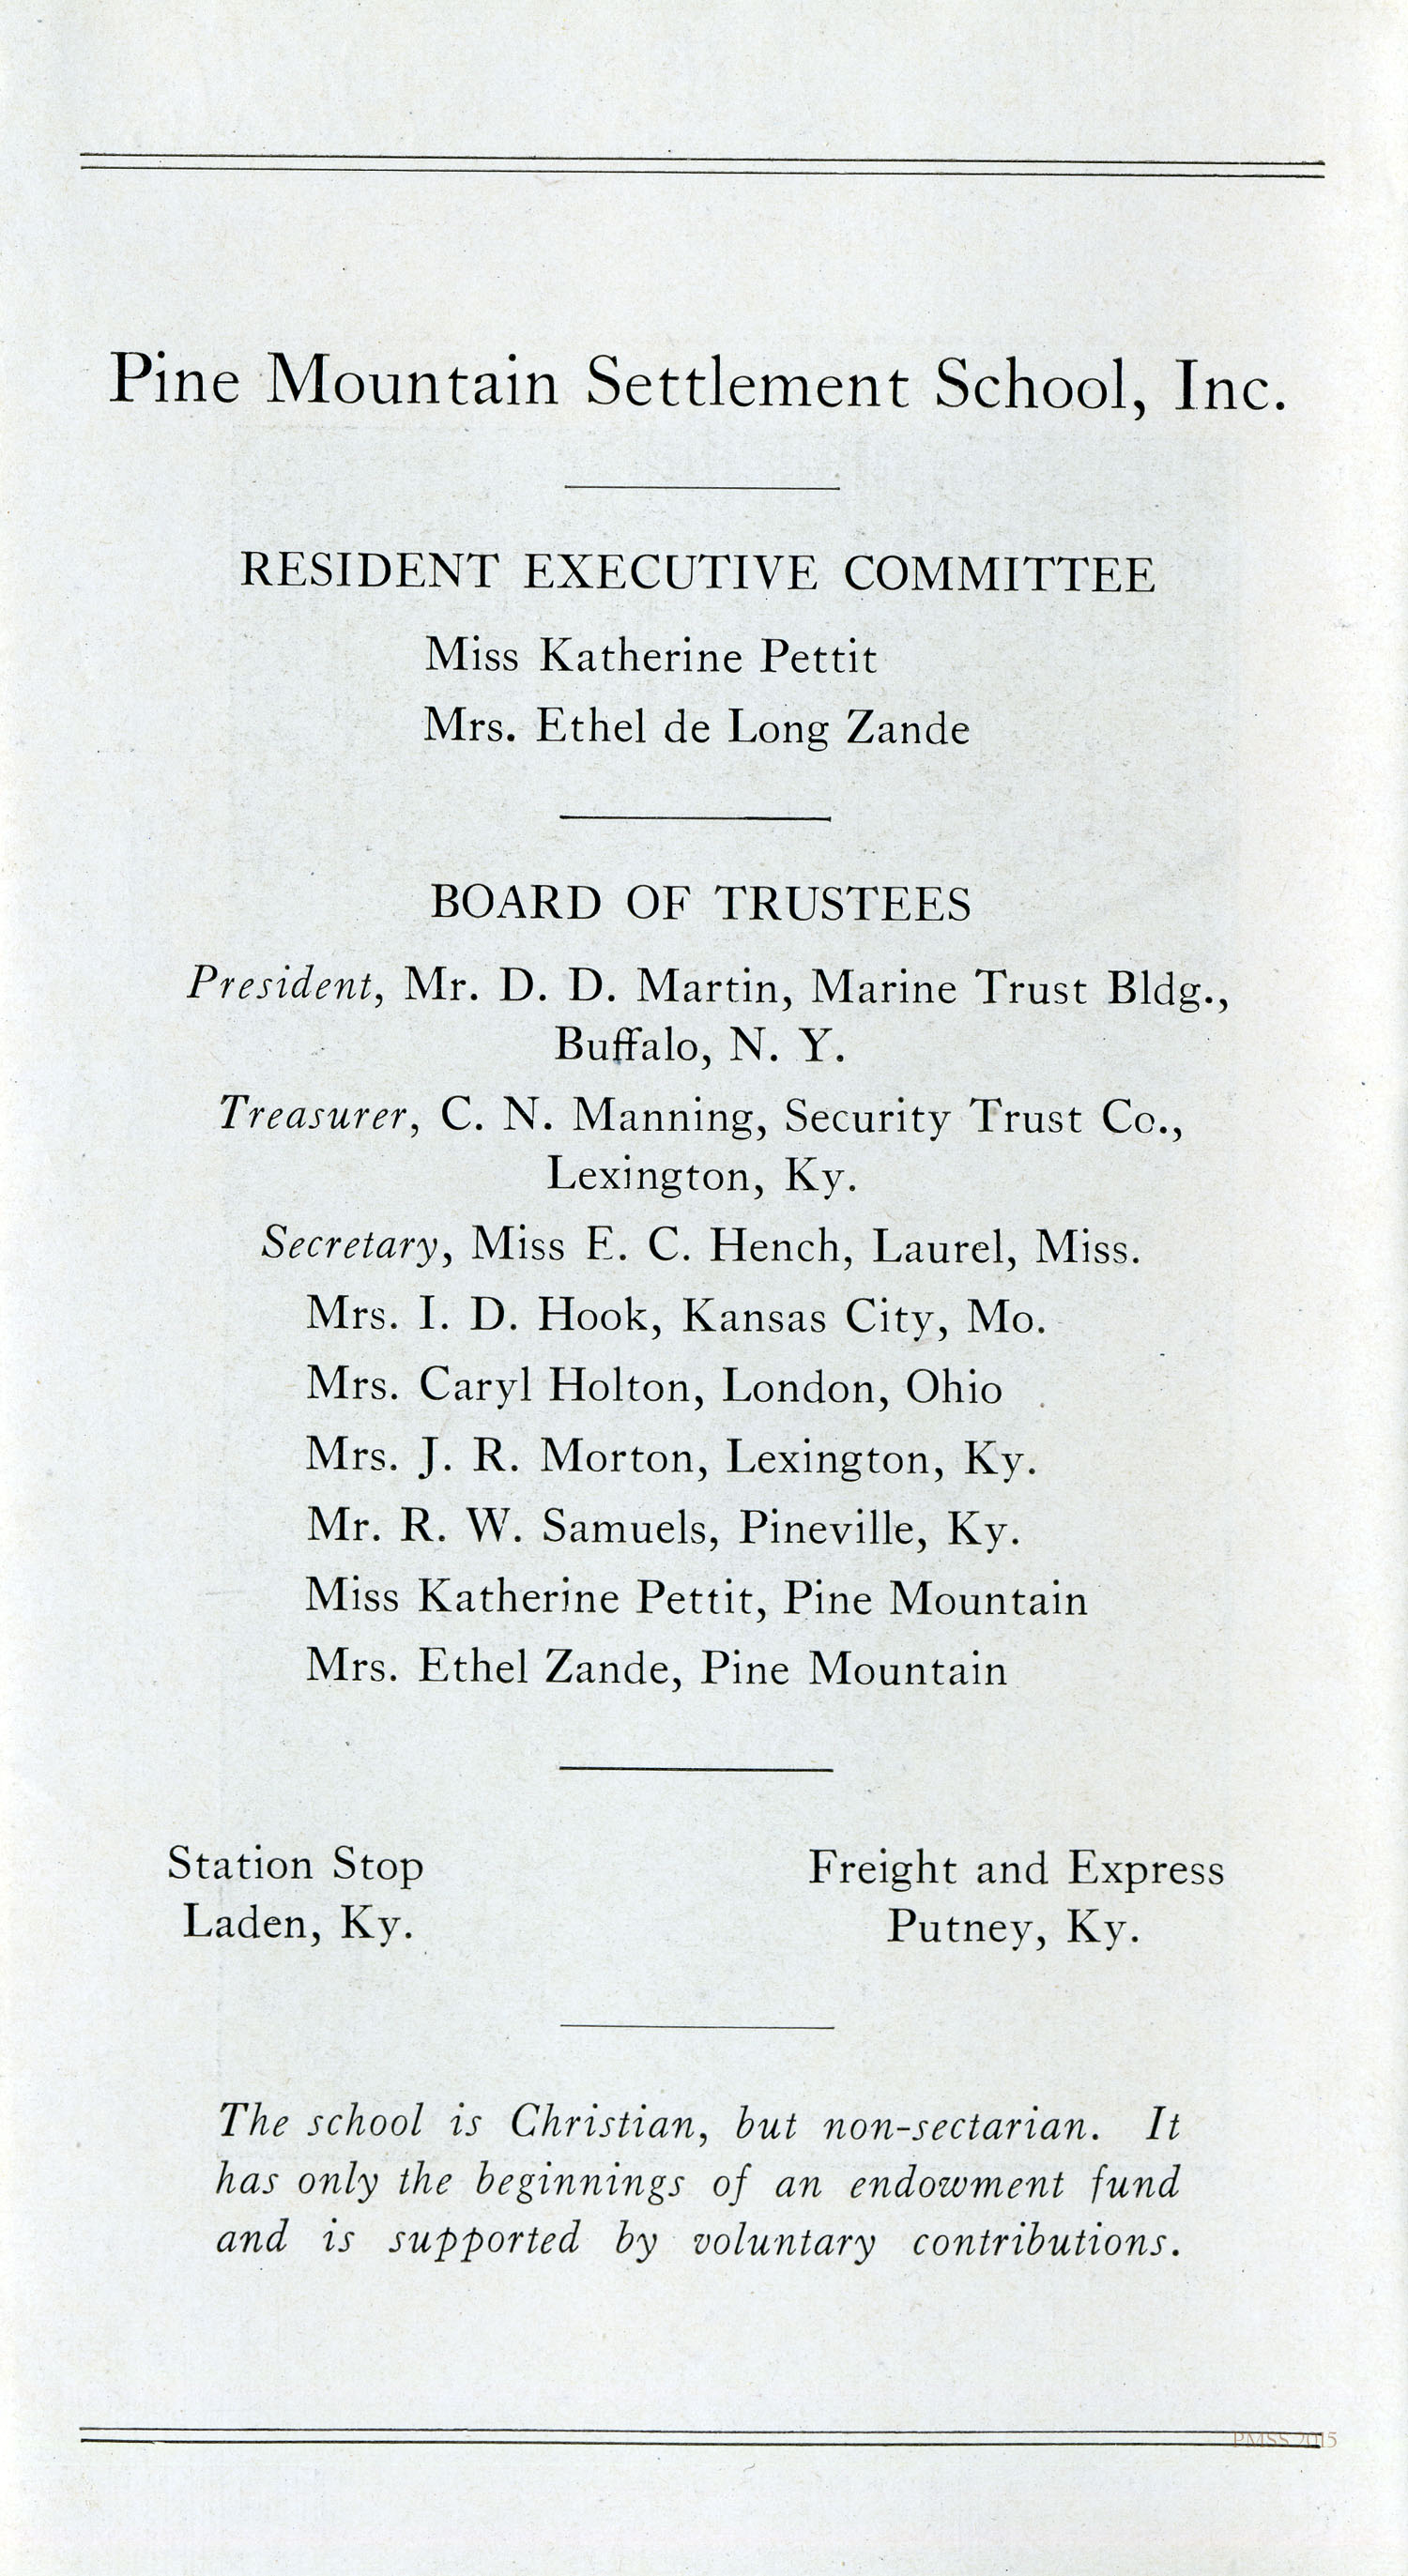 Pine Mountain Settlement School, Inc.
RESIDENT EXECUTIVE COMMITTEE
Miss Katherine Pettit
Mrs. Ethel de Long Zande
BOARD OF TRUSTEES
President, Mr. D. D. Martin, Marine Trust Bldg.,
Buffalo, N. Y.
Treasurer, C. N. Manning, Security Trust Co.,
Lexington, Ky.
Secretary, Miss E. C. Hench, Laurel, Miss.
Mrs. I. D. Hook, Kansas City, Mo.
Mrs. Caryl Holton, London, Ohio
Mrs. J. R. Morton, Lexington, Ky.
Mr. R. W. Samuels, Pineville, Ky.
Miss Katherine Pettit, Pine Mountain
Mrs. Ethel Zande, Pine Mountain
Station Stop
Laden, Ky.
Freight and Express
Putney, Ky.
The school is Christian, but non-sectarian. It
has only the beginnings of an endowment fund
and is supported by voluntary contributions.
PMSS 2015